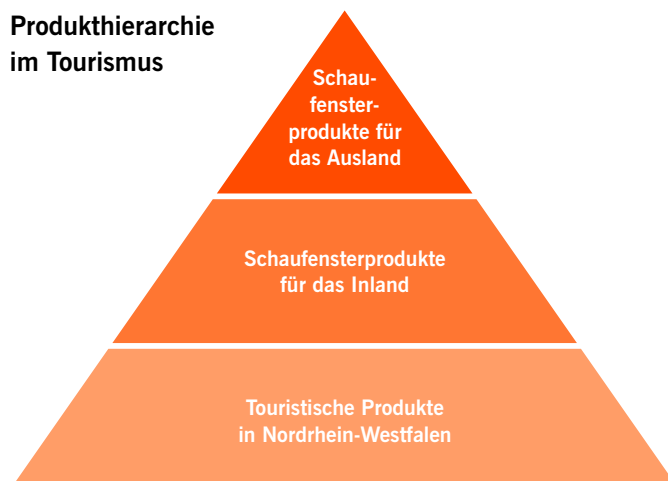 Produkthierarchie
im Tourismus
Schau-
fenster-
produkte für
das Ausland
Schaufensterprodukte
für das Inland
Touristische Produkte
in Nordrhein-Westfalen